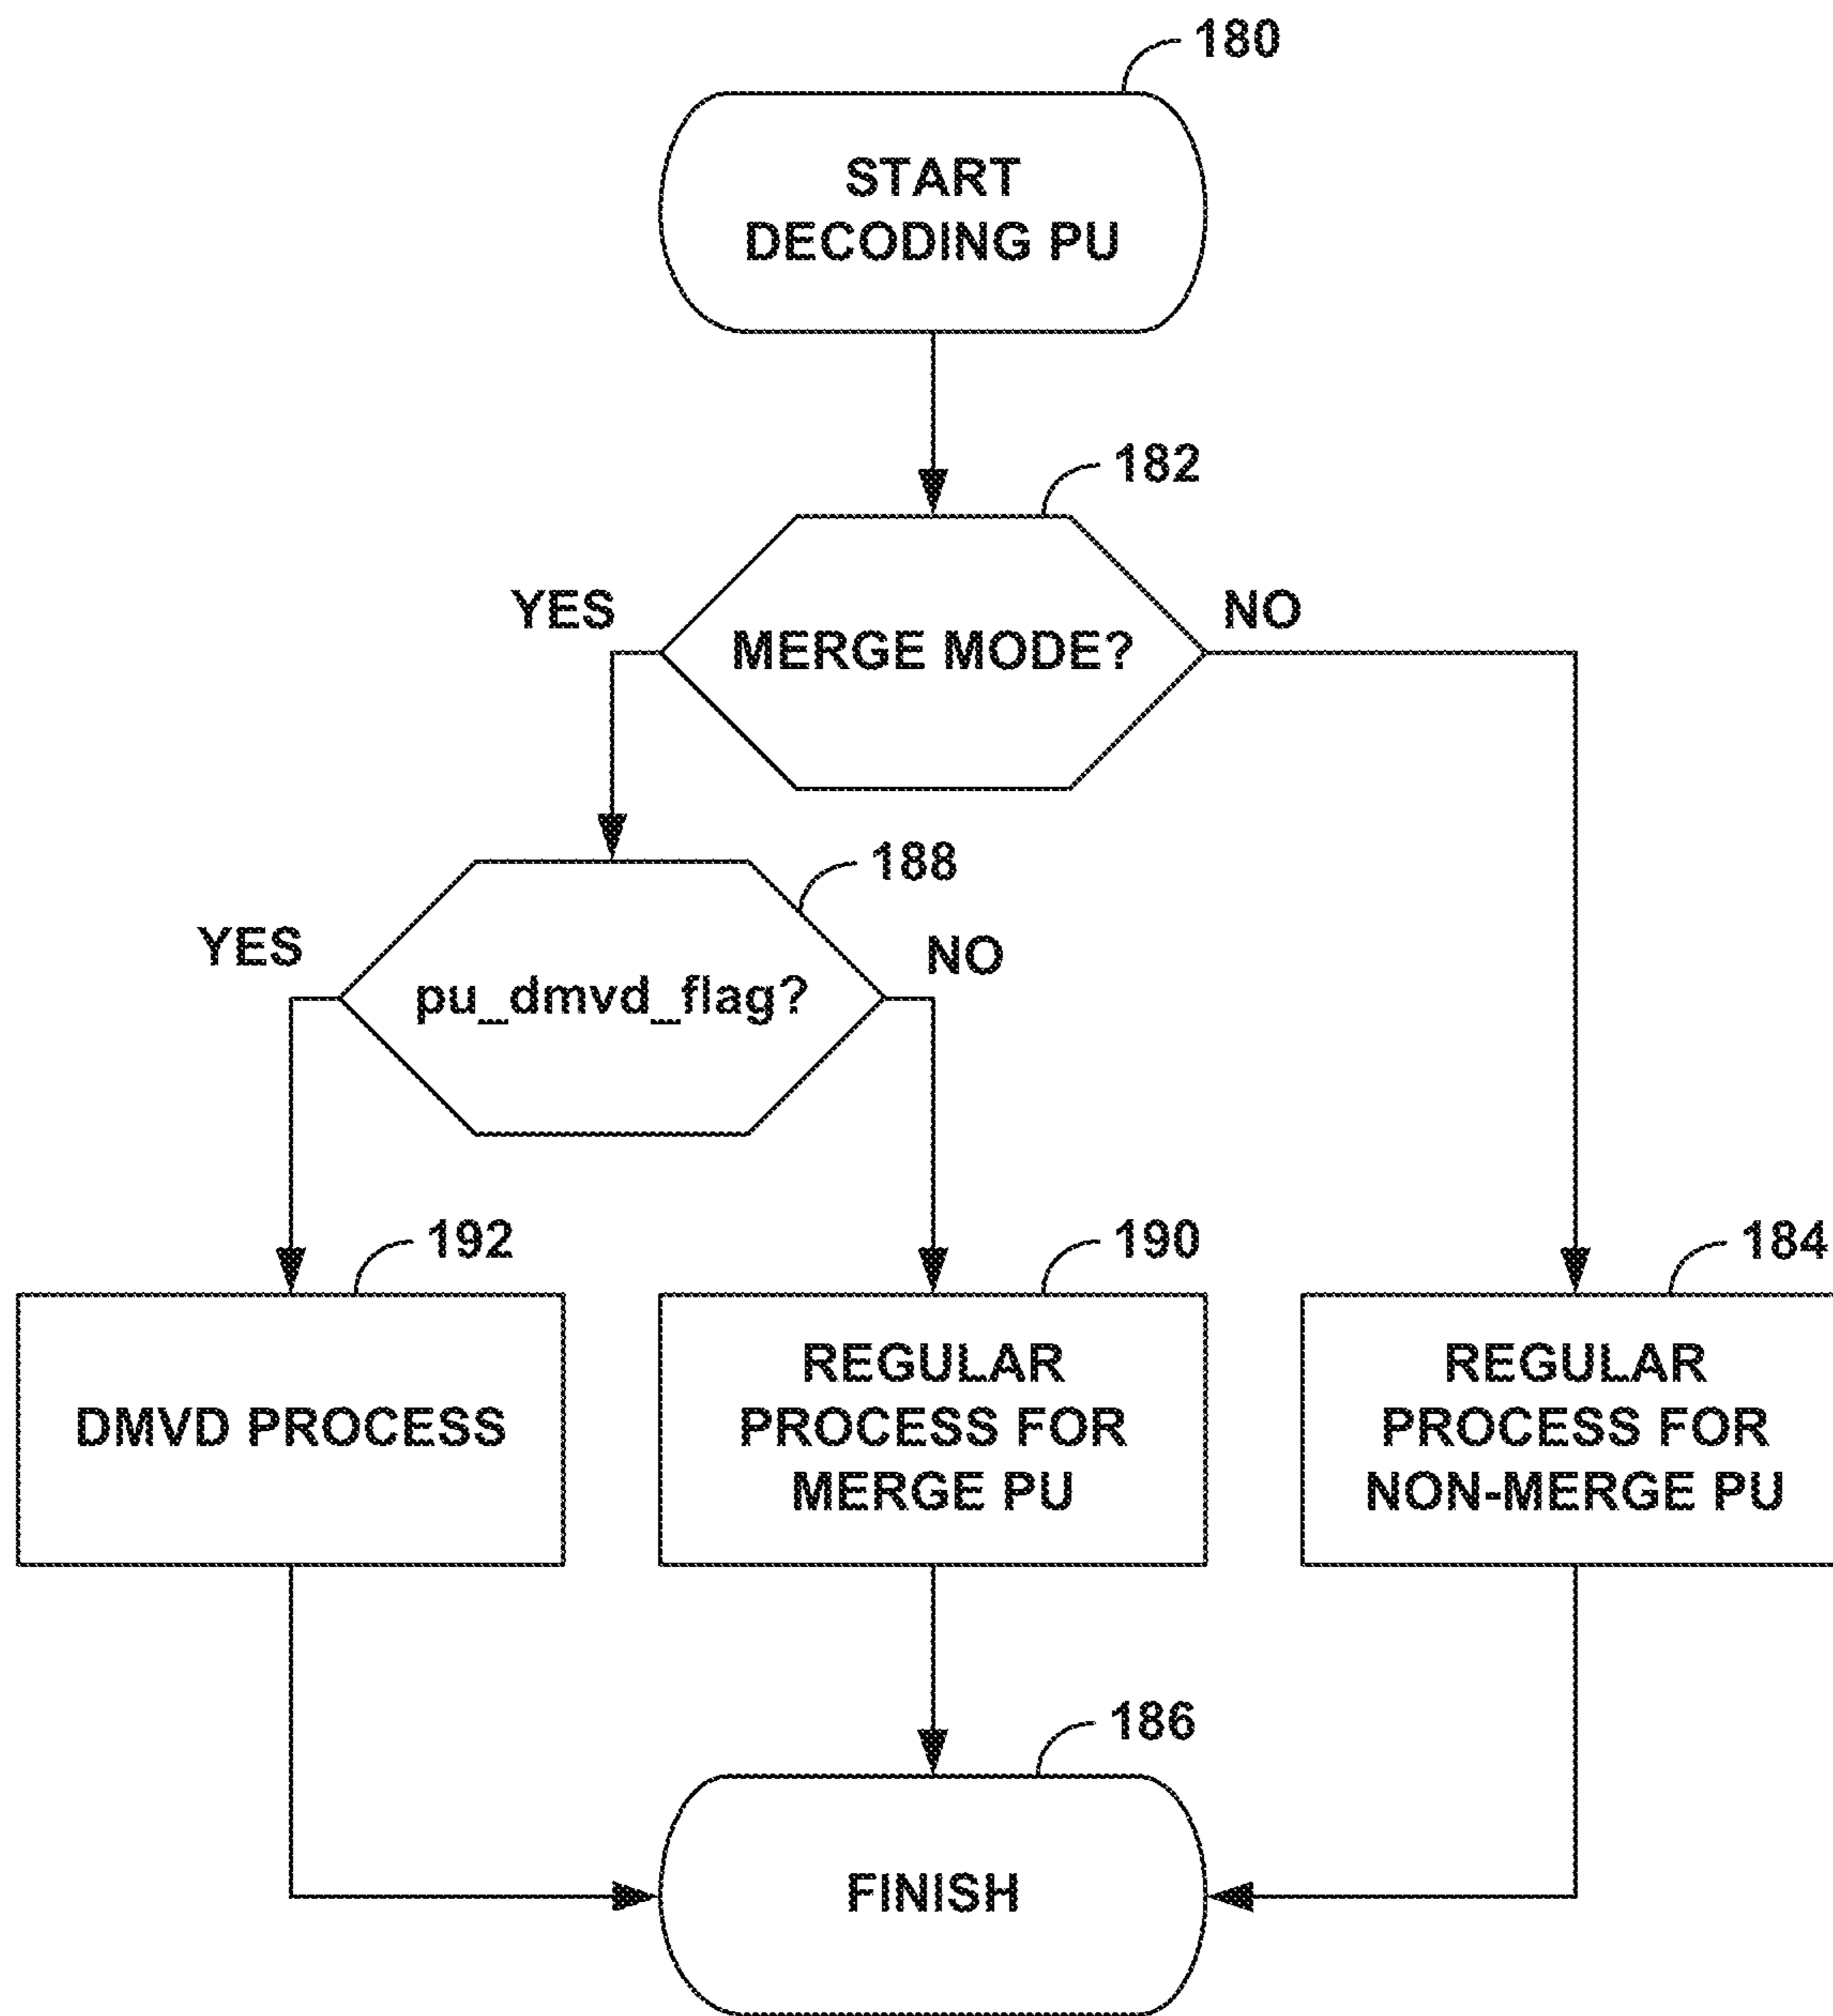 180
START
DECODING PU
182
YES
NO
MERGE MODE?
188
YES
NO
pu_dmvd_flag?
192
190
184
DMVD PROCESS
REGULAR
PROCESS FOR
MERGE PU
REGULAR
PROCESS FOR
NON-MERGE PU
186
FINISH